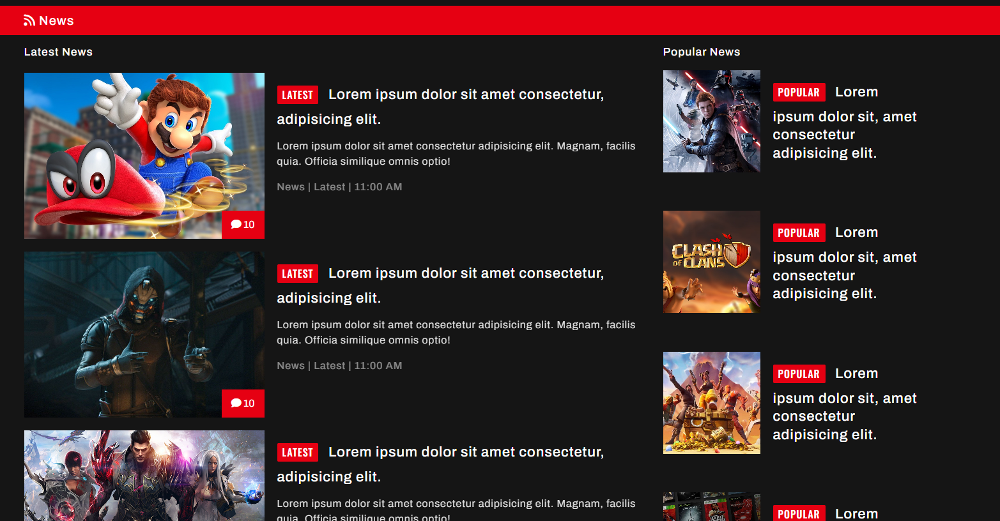 News
Latest News
LATEST Lorem ipsum dolor sit amet consectetur,
adipisicing elit.
Lorem ipsum dolor sit amet consectetur adipisicing elit. Magnam, facilis
quia. Officia similique omnis optio!
News | Latest | 11:00 AM
10
LATEST Lorem ipsum dolor sit amet consectetur,
adipisicing elit.
Lorem ipsum dolor sit amet consectetur adipisicing elit. Magnam, facilis
quia. Officia similique omnis optio!
News | Latest | 11:00 AM
10
LATEST Lorem ipsum dolor sit amet consectetur,
adipisicing elit.
Lorem ipsum dolor sit amet consectetur adipisicing elit. Magnam, facilis
quia. Officia similique omnis optio!
Popular News
POPULAR Lorem
ipsum dolor sit, amet
consectetur
adipisicing elit.
CLASH
OF CLANS
POPULAR Lorem
ipsum dolor sit, amet
consectetur
adipisicing elit.
POPULAR Lorem
ipsum dolor sit, amet
consectetur
adipisicing elit.
POPULAR Lorem